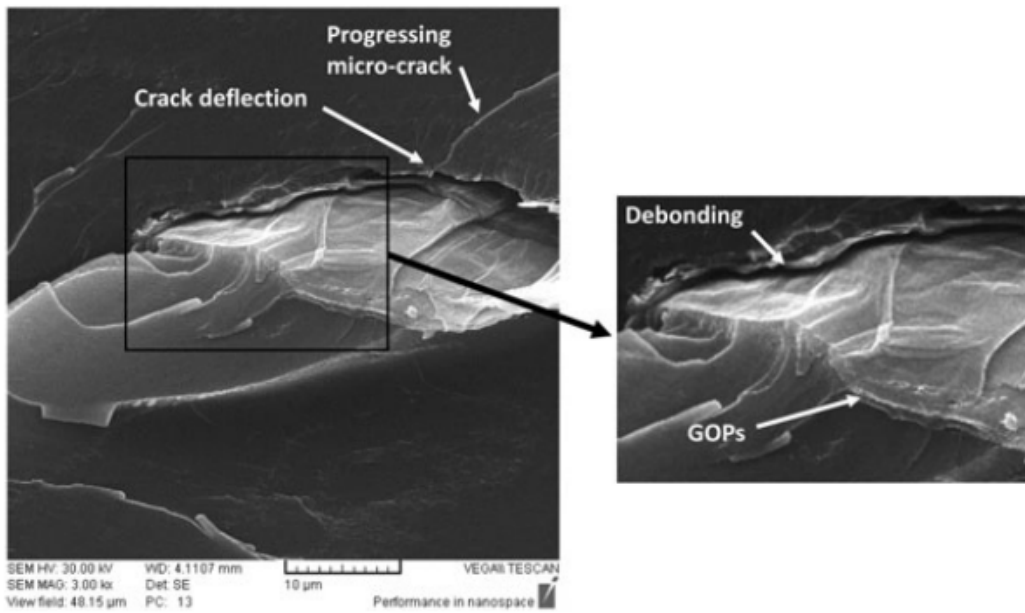 Progressing
micro-crack
Crack deflection
Debonding
GOPs
SEM HV: 30.00 kV WD: 4.1107 mm VEGA\\ TESCAN
SEM MAG: 3.00 kx Det: SE 10 µm
View field: 48.15 µm PC: 13 Performance in nanospace